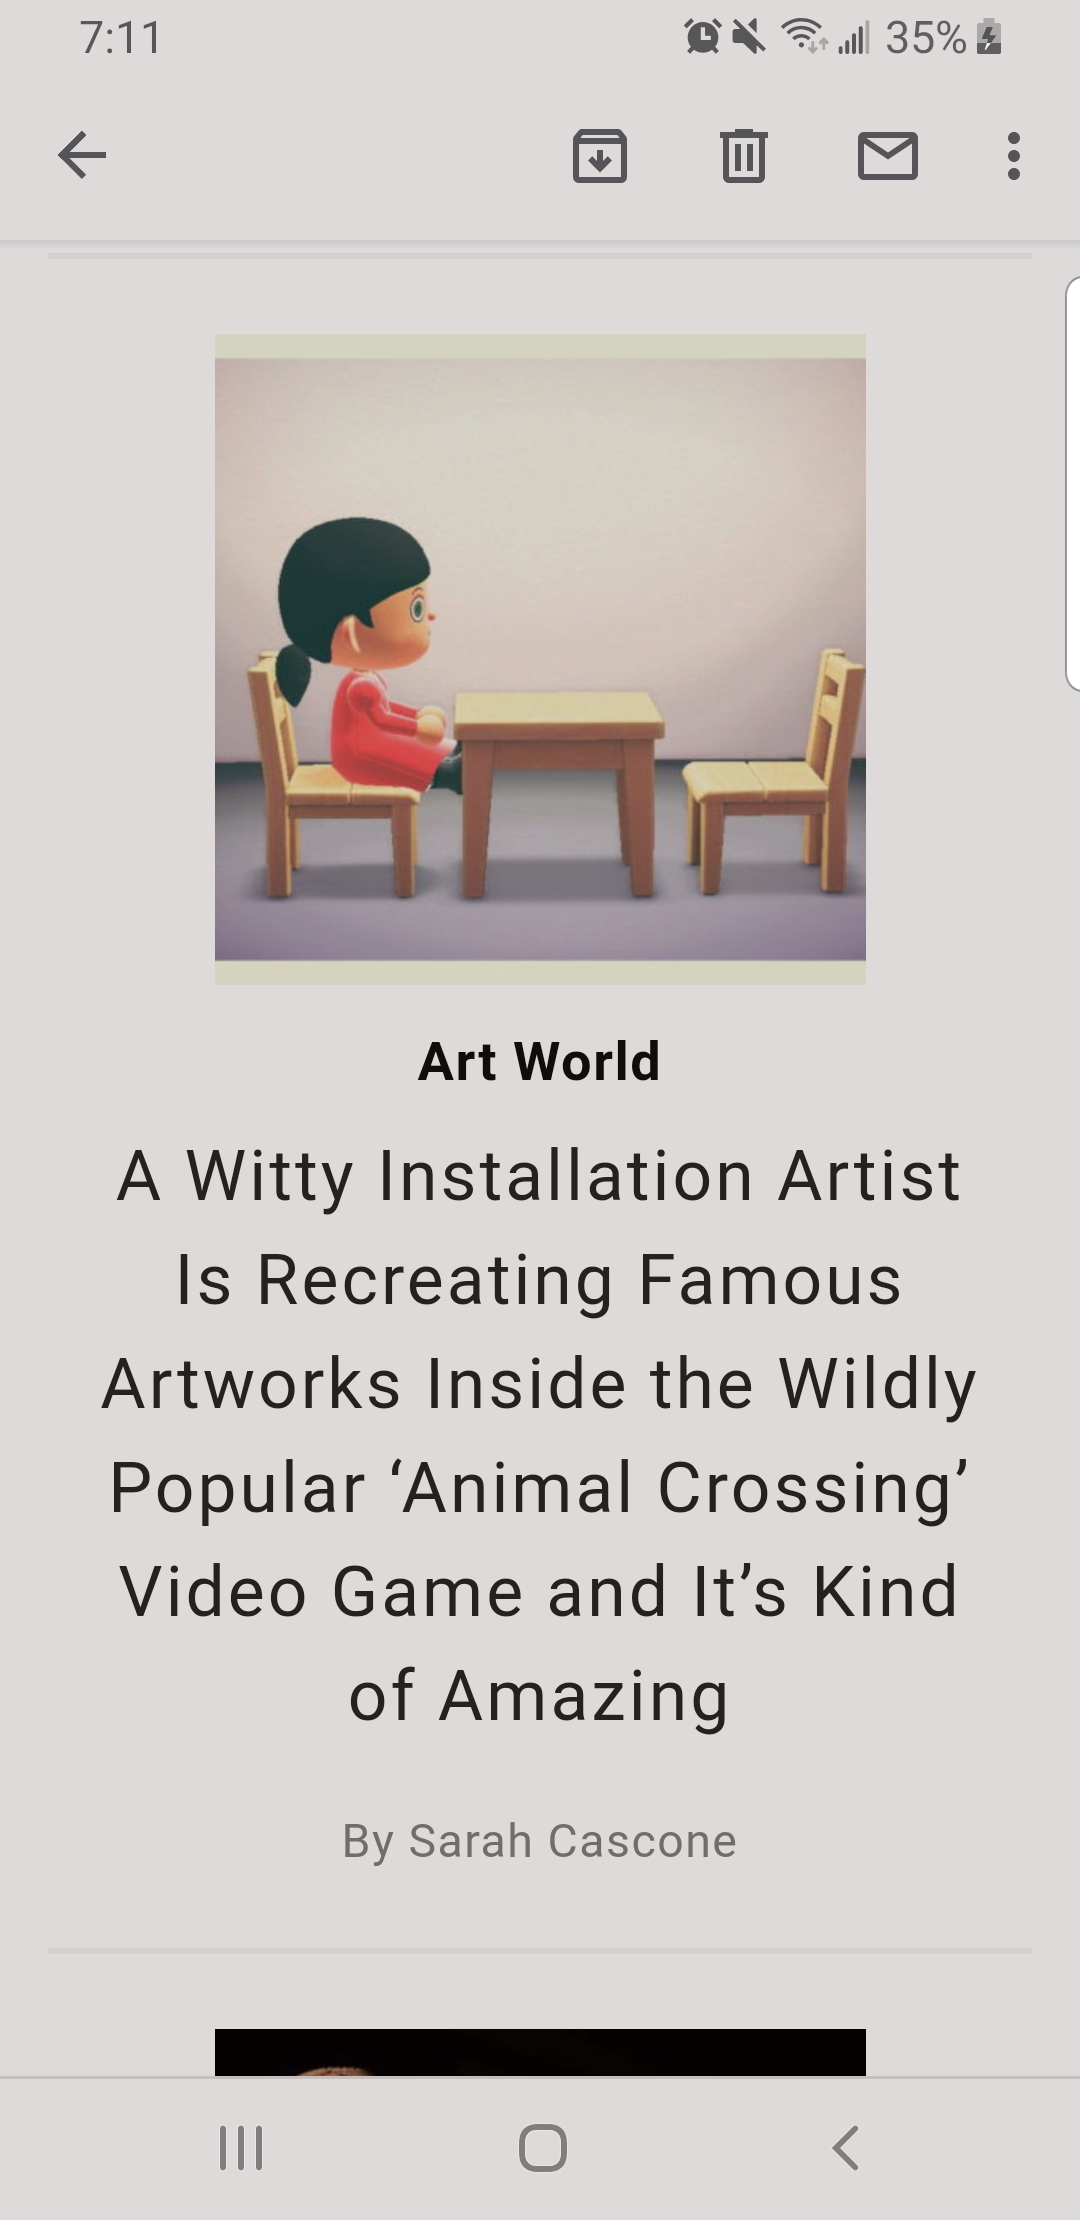 7:11
35%
Art World
A Witty Installation Artist
Is Recreating Famous
Artworks Inside the Wildly
Popular ‘Animal Crossing’
Video Game and It’s Kind
of Amazing
By Sarah Cascone